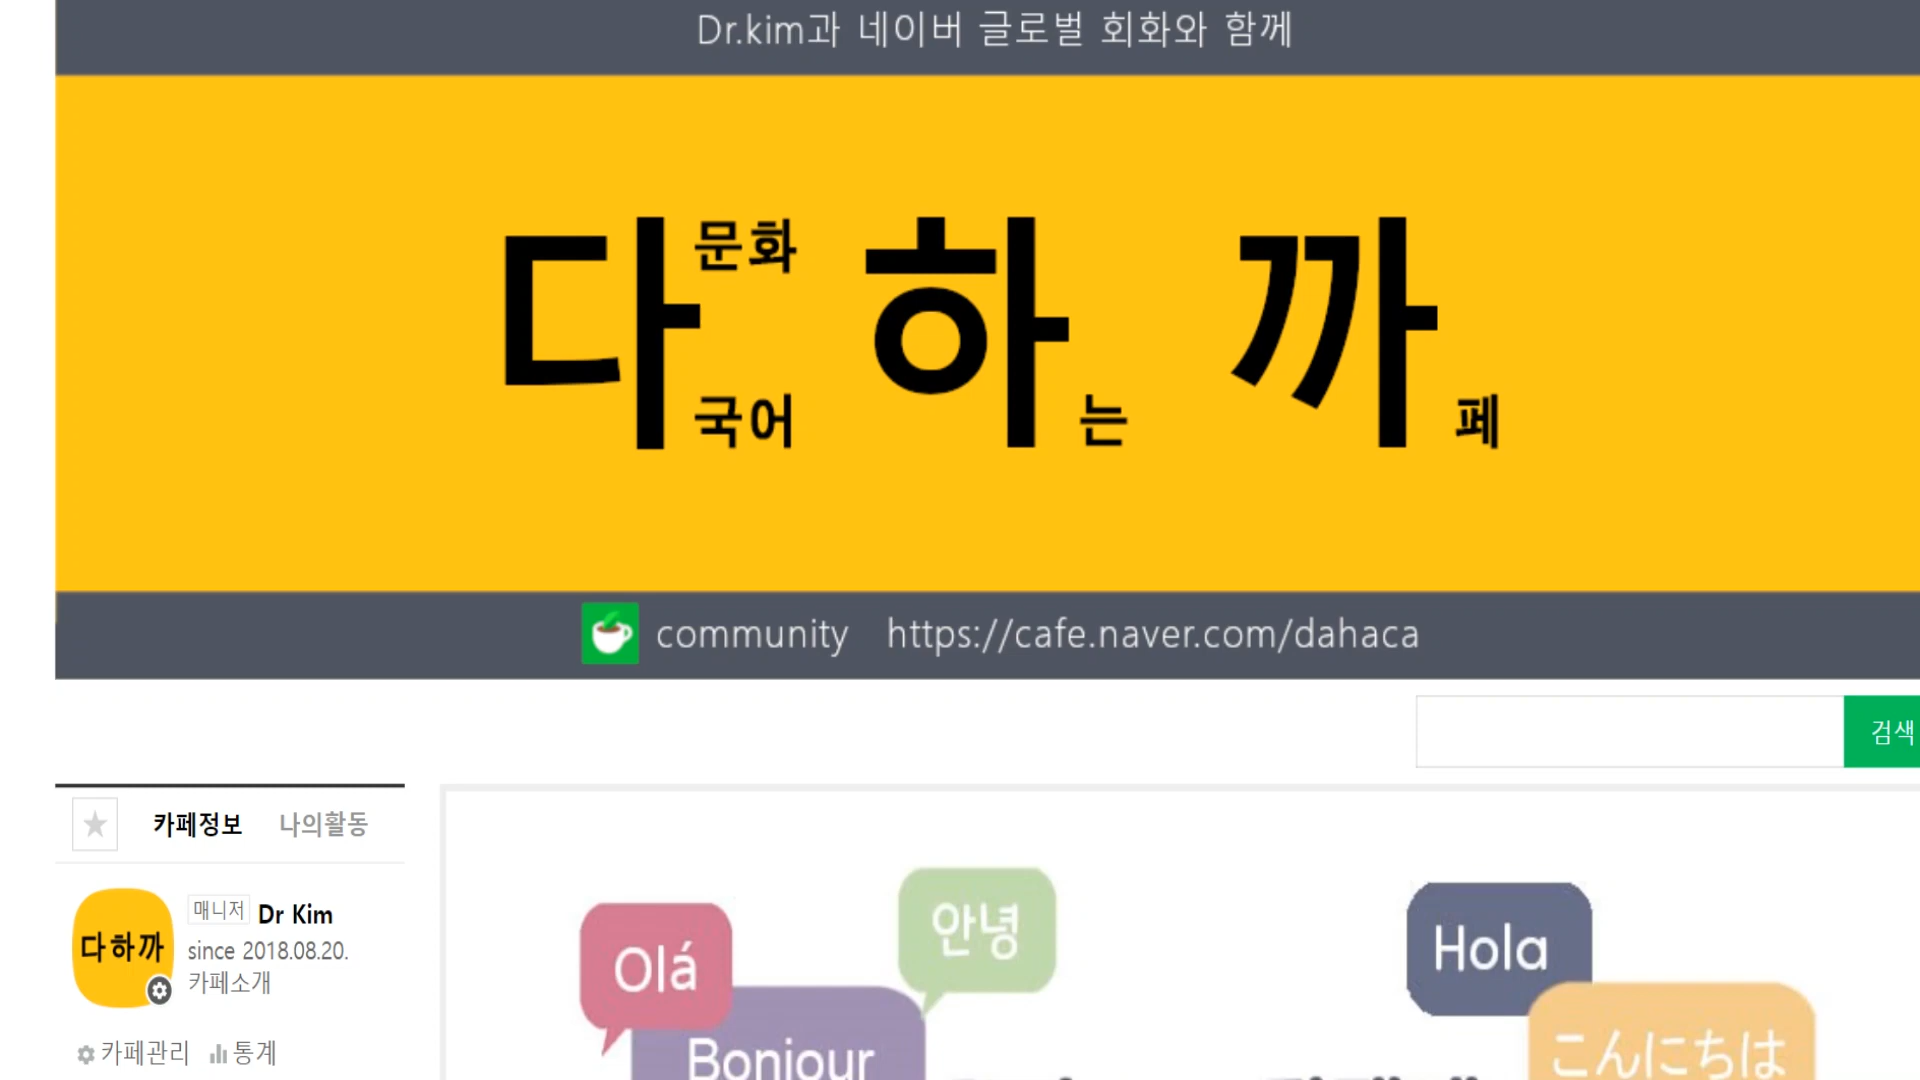 Dr.kim과 네이버 글로벌 회화와 함께
다문화국어 하는 까페
community https://cafe.naver.com/dahaca
검색
카페정보 나의활동
매니저 Dr Kim
다하까
since 2018.08.20.
카페소개
카페관리 통계
안녕
Olá
Hola
Bonjour
こんにちは